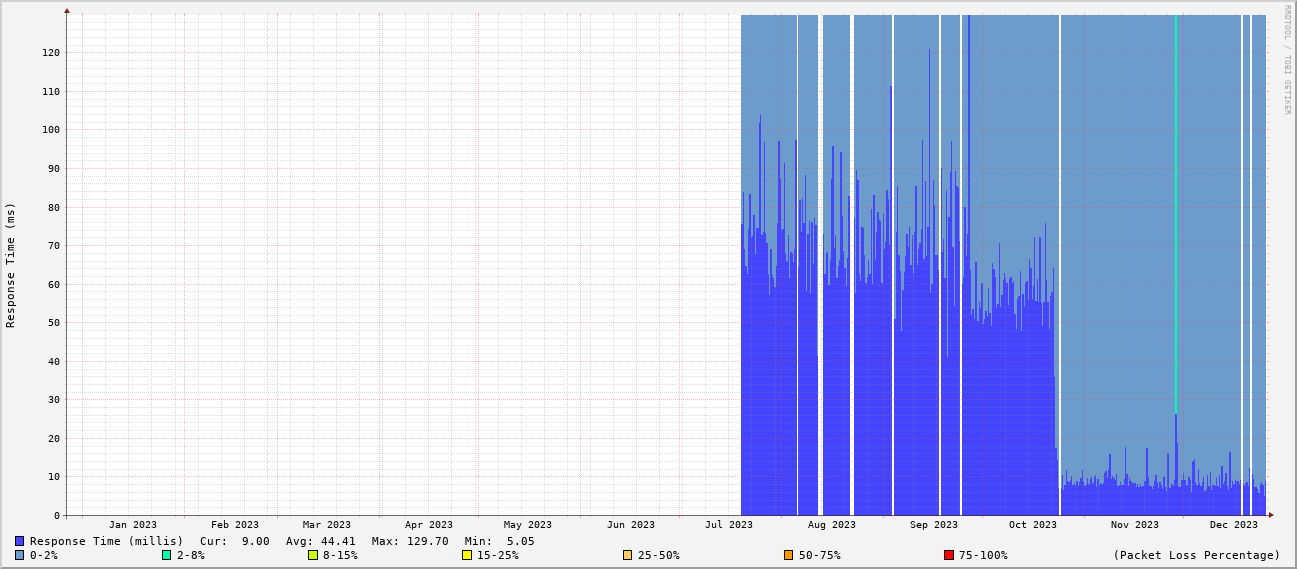 RRDTOOL / TOBI OETIKER
Response Time (ms)
120
110
100
90
80
70
60
50
40
30
20
10
0
Jan 2023 Feb 2023 Mar 2023 Apr 2023 May 2023 Jun 2023 Jul 2023 Aug 2023 Sep 2023 Oct 2023 Nov 2023 Dec 2023
Response Time (millis) Cur: 9.00 Avg: 44.41 Max: 129.70 Min: 5.05
0-2% 2-8% 8-15% 15-25% 25-50% 50-75% 75-100% (Packet Loss Percentage)